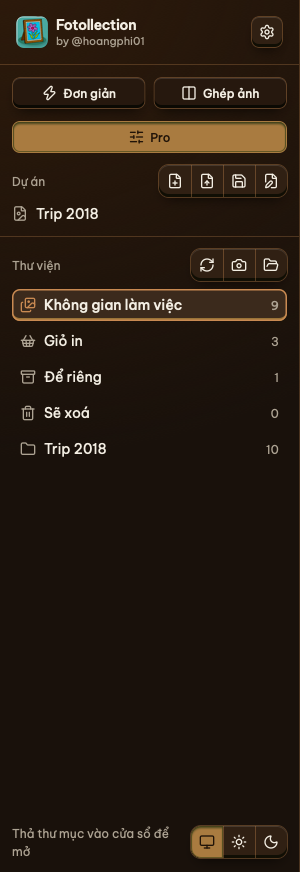 Fotollection
by @hoangphi01
Đơn giản
Ghép ảnh
Pro
Dự án
Trip 2018
Thư viện
Không gian làm việc 9
Giỏ in 3
Để riêng 1
Sẽ xoá 0
Trip 2018 10
Thả thư mục vào cửa sổ để
mở